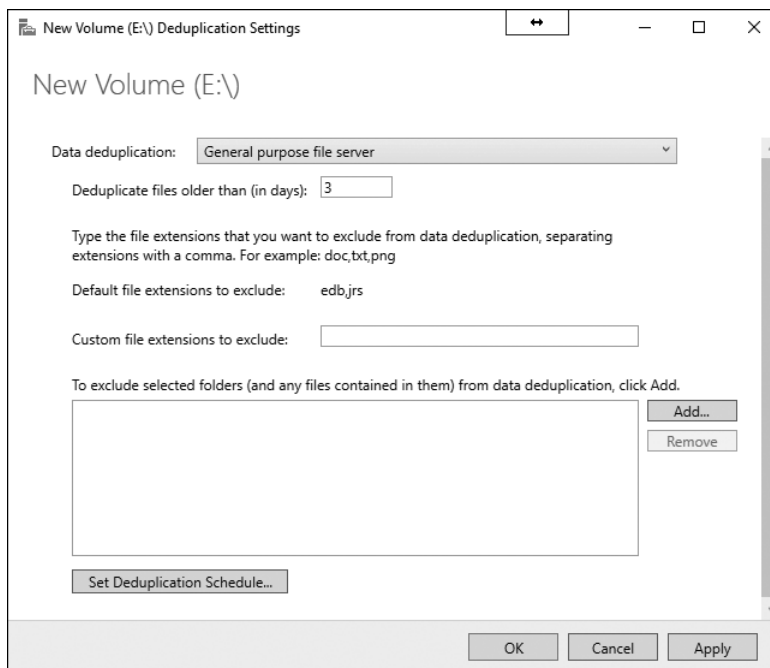 New Volume (E:\) Deduplication Settings
New Volume (E:\)
Data deduplication: General purpose file server
Deduplicate files older than (in days): 3
Type the file extensions that you want to exclude from data deduplication, separating
extensions with a comma. For example: doc,txt,png
Default file extensions to exclude: edb,jrs
Custom file extensions to exclude:
To exclude selected folders (and any files contained in them) from data deduplication, click Add.
Add...
Remove
Set Deduplication Schedule...
OK Cancel Apply